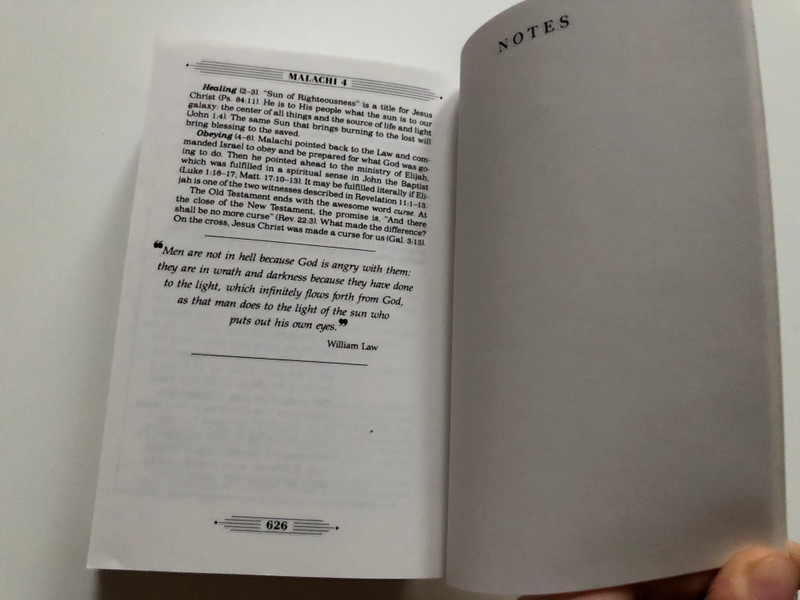 MALACHI 4
Healing (2–3). "Sun of Righteousness" is a title for Jesus
Christ (Ps. 84:11). He is to His people what the sun is to our
galaxy: the center of all things and the source of life and light
(John 1:4). The same Sun that brings burning to the lost will
bring blessing to the saved.
Obeying (4–6). Malachi pointed back to the Law and com-
manded Israel to obey and be prepared for what God was go-
ing to do. Then he pointed ahead to the ministry of Elijah,
which was fulfilled in a spiritual sense in John the Baptist
(Luke 1:16–17; Matt. 17:10–13). It may be fulfilled literally if Eli-
jah is one of the two witnesses described in Revelation 11:1–13.
The Old Testament ends with the awesome word curse. At
the close of the New Testament, the promise is, "And there
shall be no more curse" (Rev. 22:3). What made the difference?
On the cross, Jesus Christ was made a curse for us (Gal. 3:13).
“Men are not in hell because God is angry with them;
they are in wrath and darkness because they have done
to the light, which infinitely flows forth from God,
as that man does to the light of the sun who
puts out his own eyes.”
William Law
626
NOTES